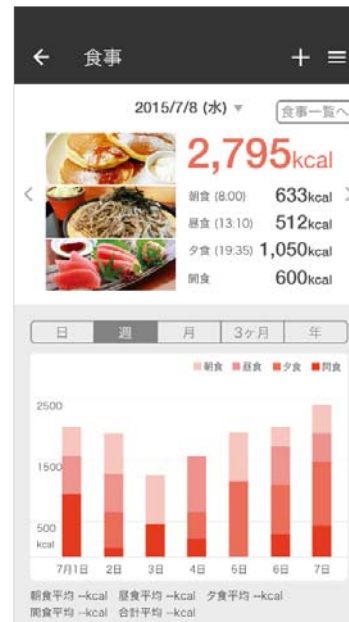 食事
2015/7/8 (水) ▼ 食事一覧へ
2,795kcal
朝食 (8:00) 633kcal
昼食 (13:10) 512kcal
夕食 (19:35) 1,050kcal
間食 600kcal
日 週 月 3ヶ月 年
朝食 昼食 夕食 間食
2500
1500
500
kcal
7月1日 2日 3日 4日 5日 6日 7日
朝食平均 --kcal 昼食平均 --kcal 夕食平均 --kcal
間食平均 --kcal 合計平均 --kcal